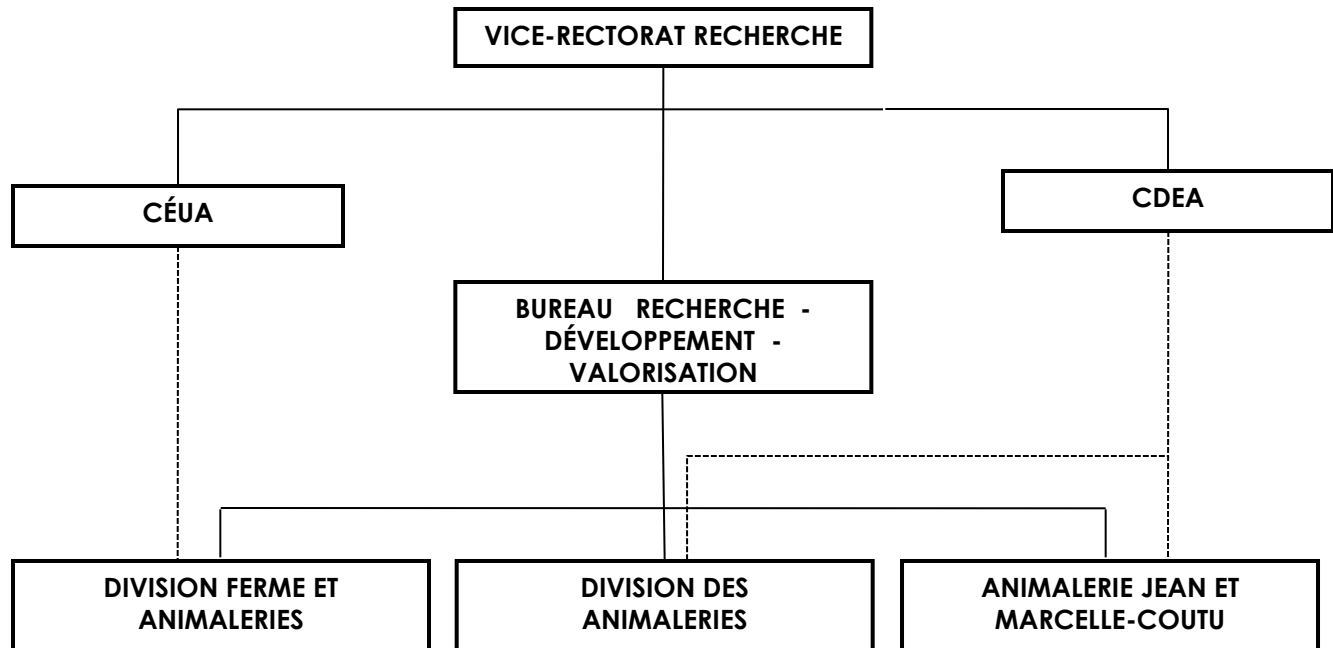 VICE-RECTORAT RECHERCHE
CÉUA
CDEA
BUREAU RECHERCHE -
DÉVELOPPEMENT -
VALORISATION
DIVISION FERME ET
ANIMALERIES
DIVISION DES
ANIMALERIES
ANIMALERIE JEAN ET
MARCELLE-COUTU